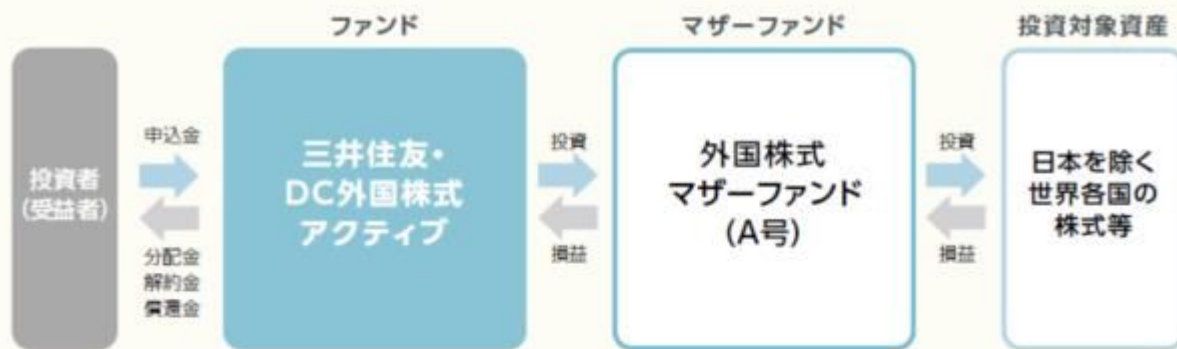 ファンド
マザーファンド
投資対象資産
投資者
(受益者)
申込金
分配金
解約金
償還金
三井住友・
DC外国株式
アクティブ
投資
損益
外国株式
マザーファンド
(A号)
投資
損益
日本を除く
世界各国の
株式等